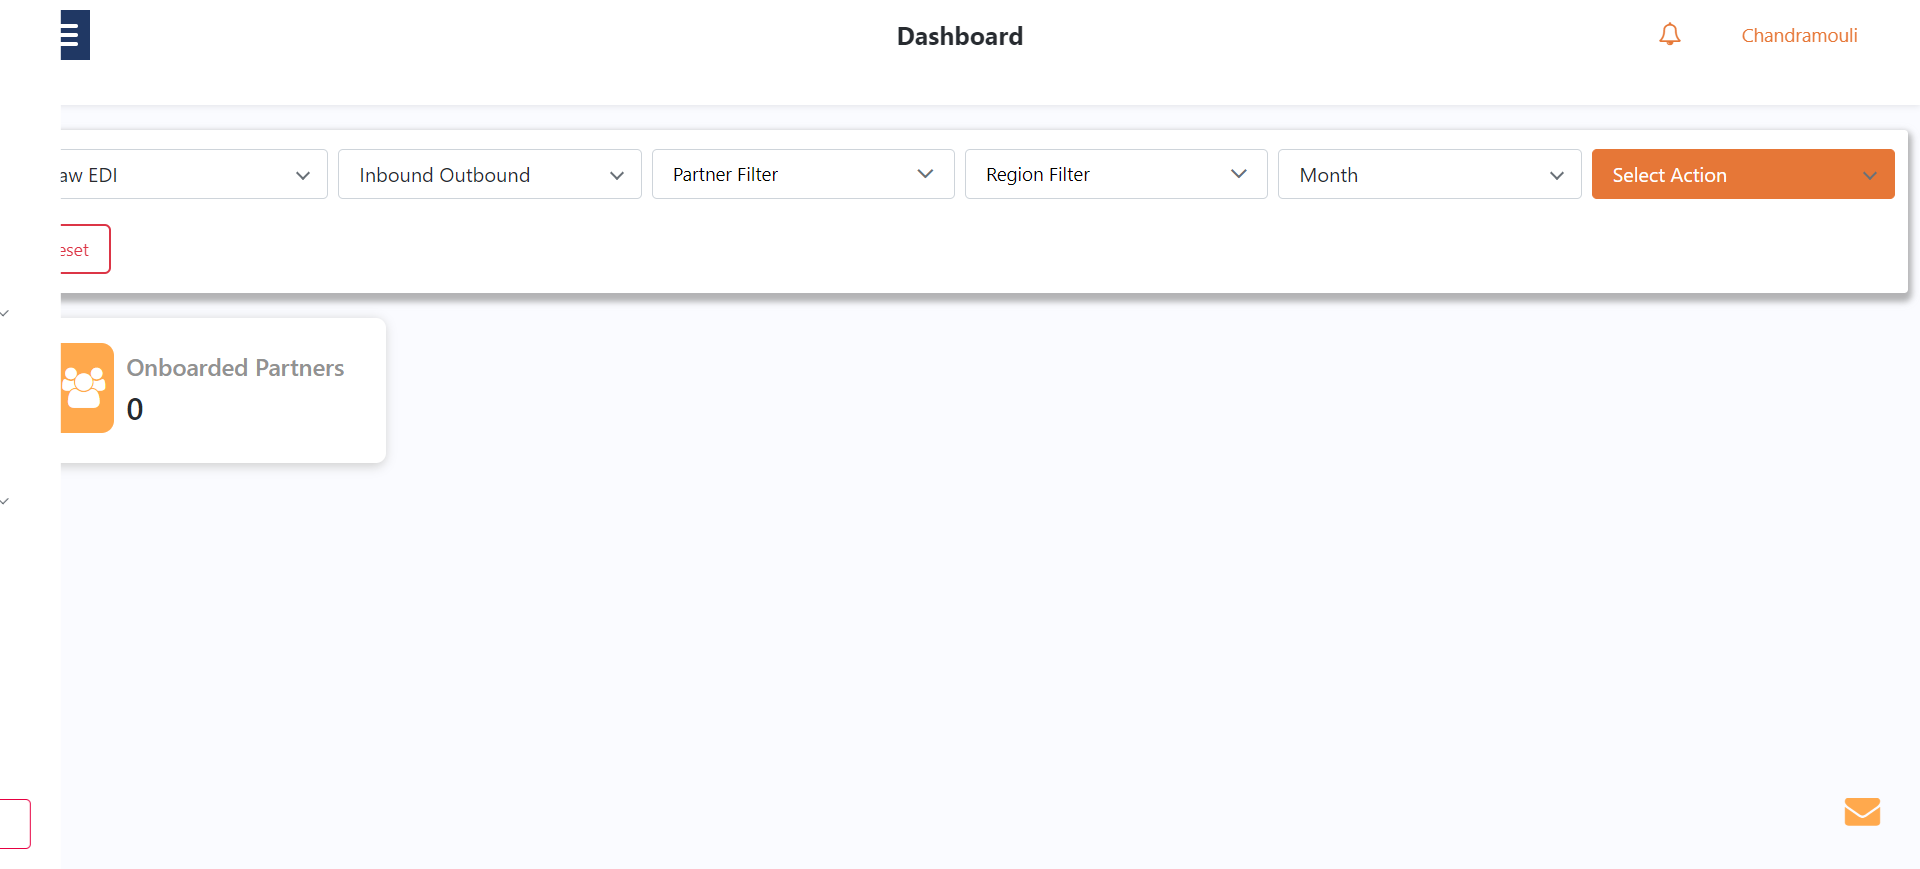 Dashboard
Chandramouli
aw EDI
Inbound Outbound
Partner Filter
Region Filter
Month
Select Action
eset
Onboarded Partners
0